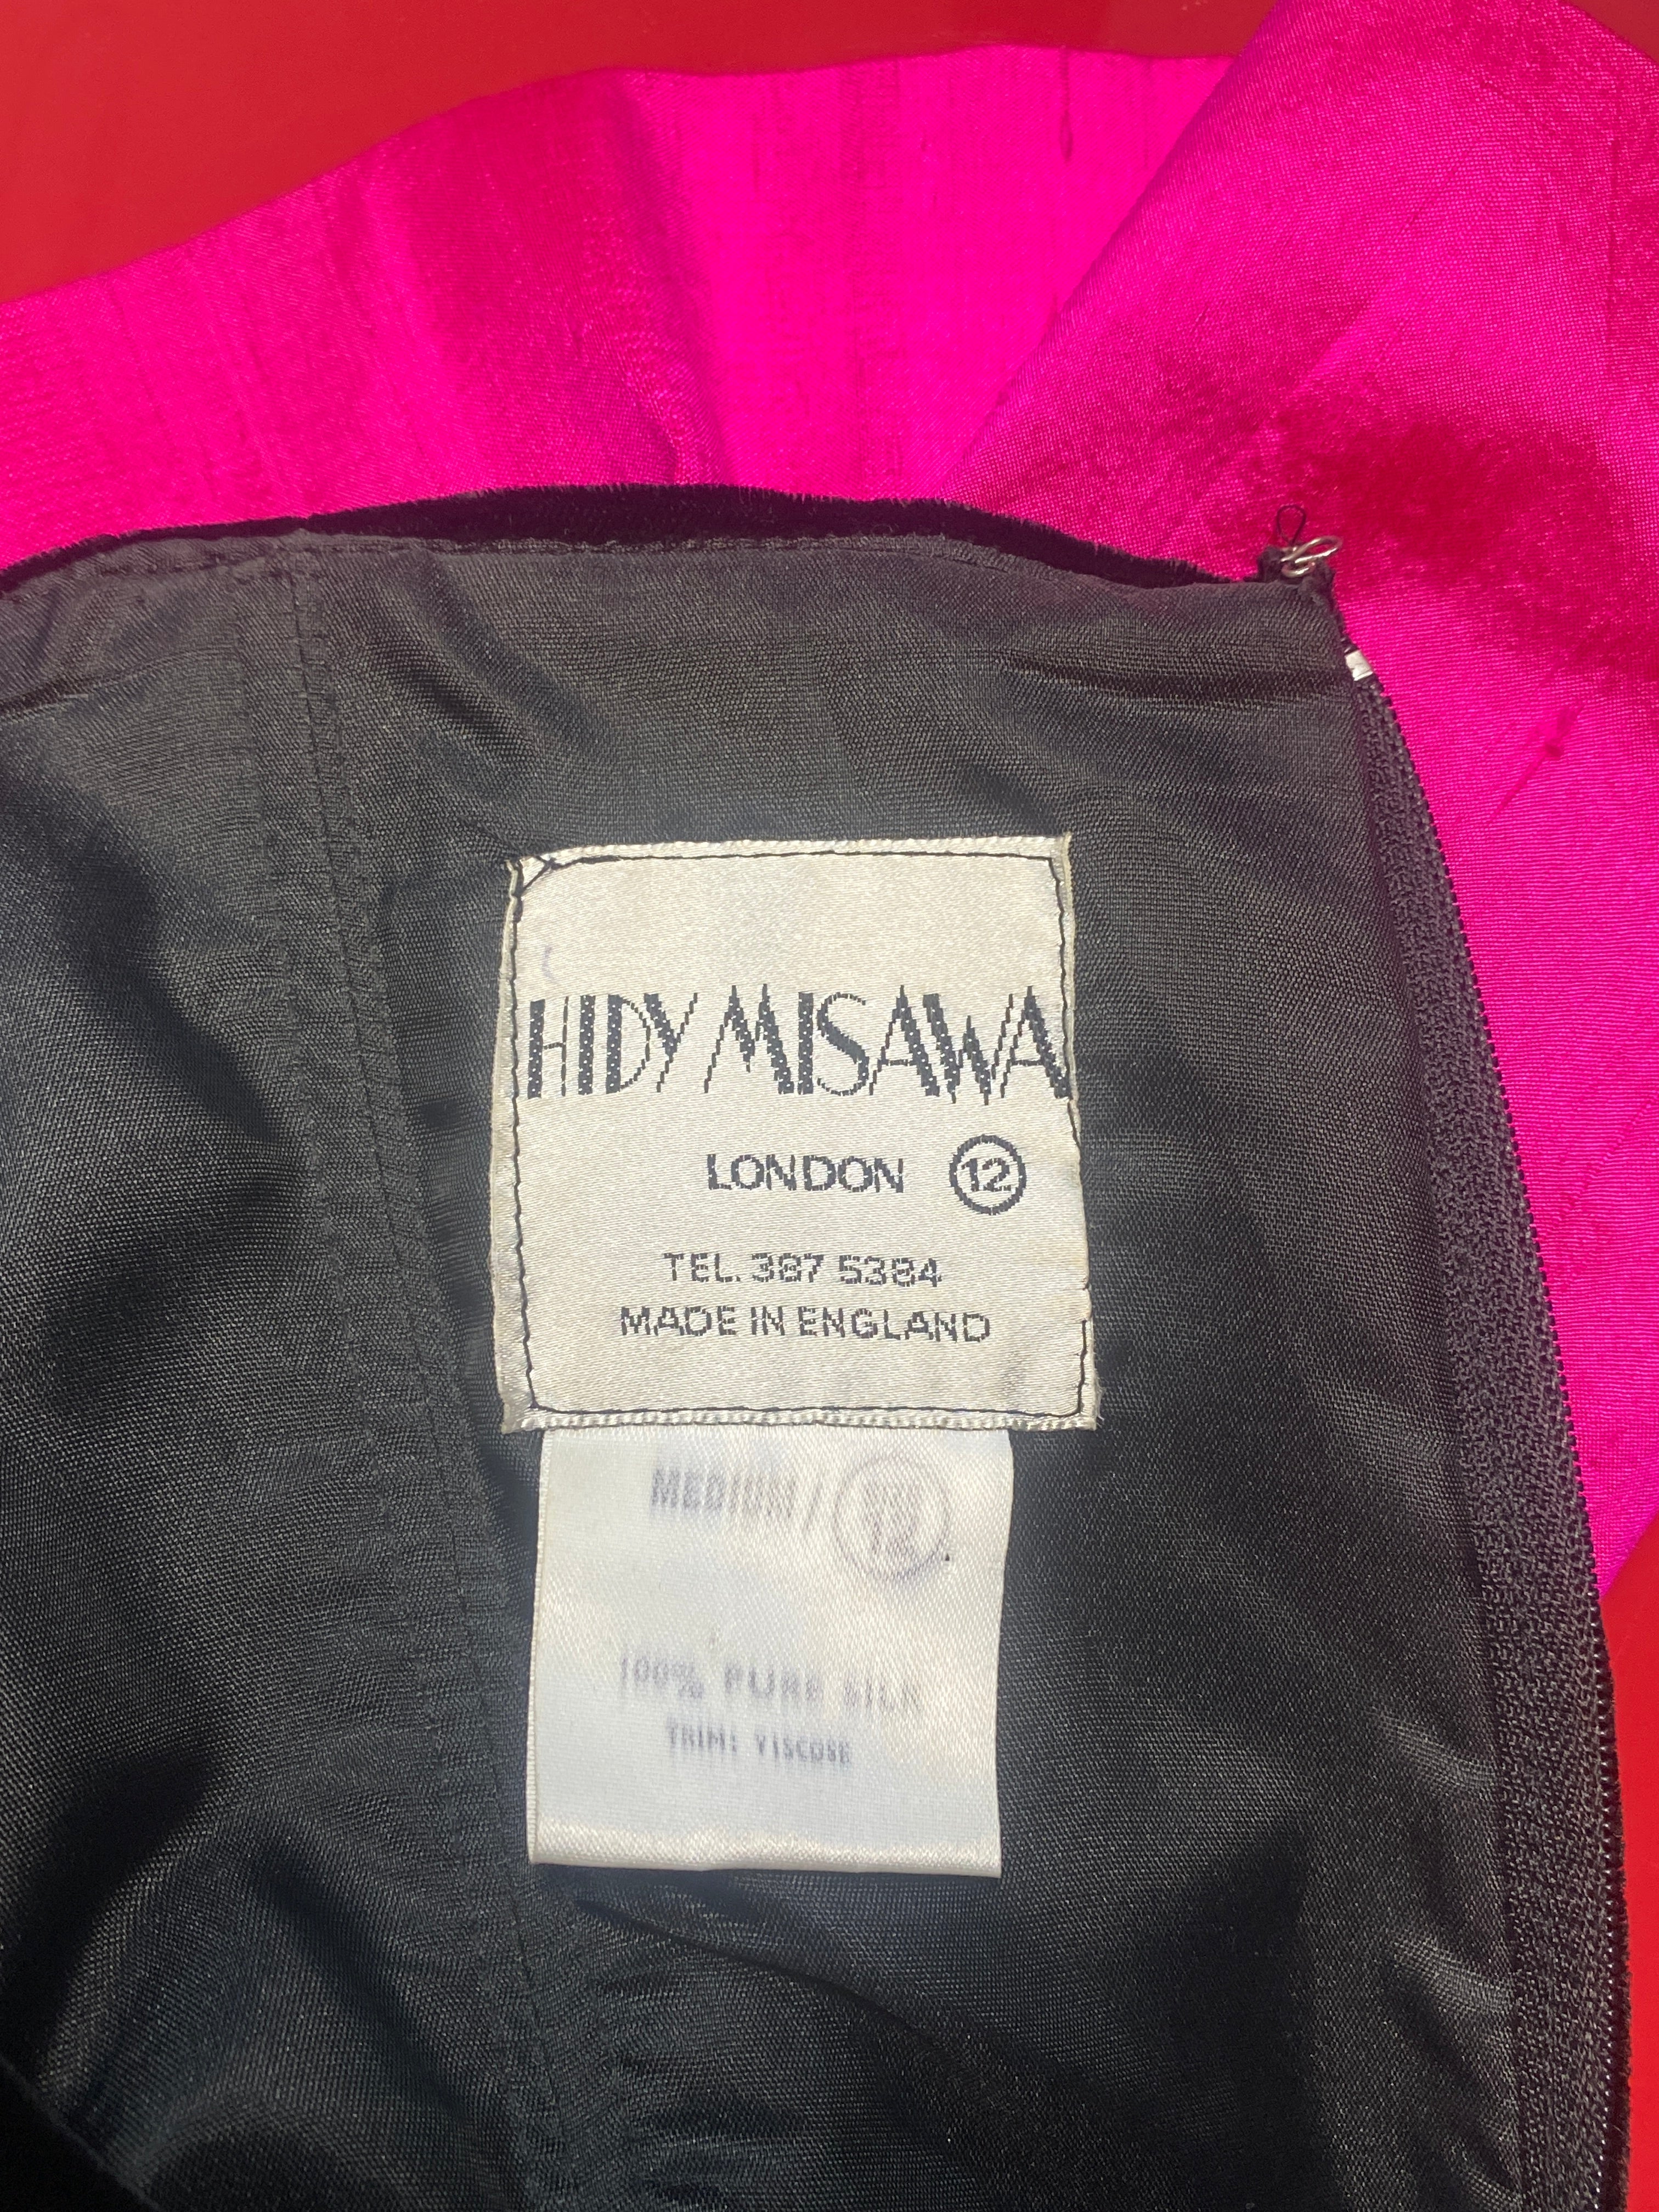 HIDY MISAWA
LONDON 12
TEL. 387 5384
MADE IN ENGLAND
MEDIUM / 12
100% PURE SILK
TRIM: VISCOSE